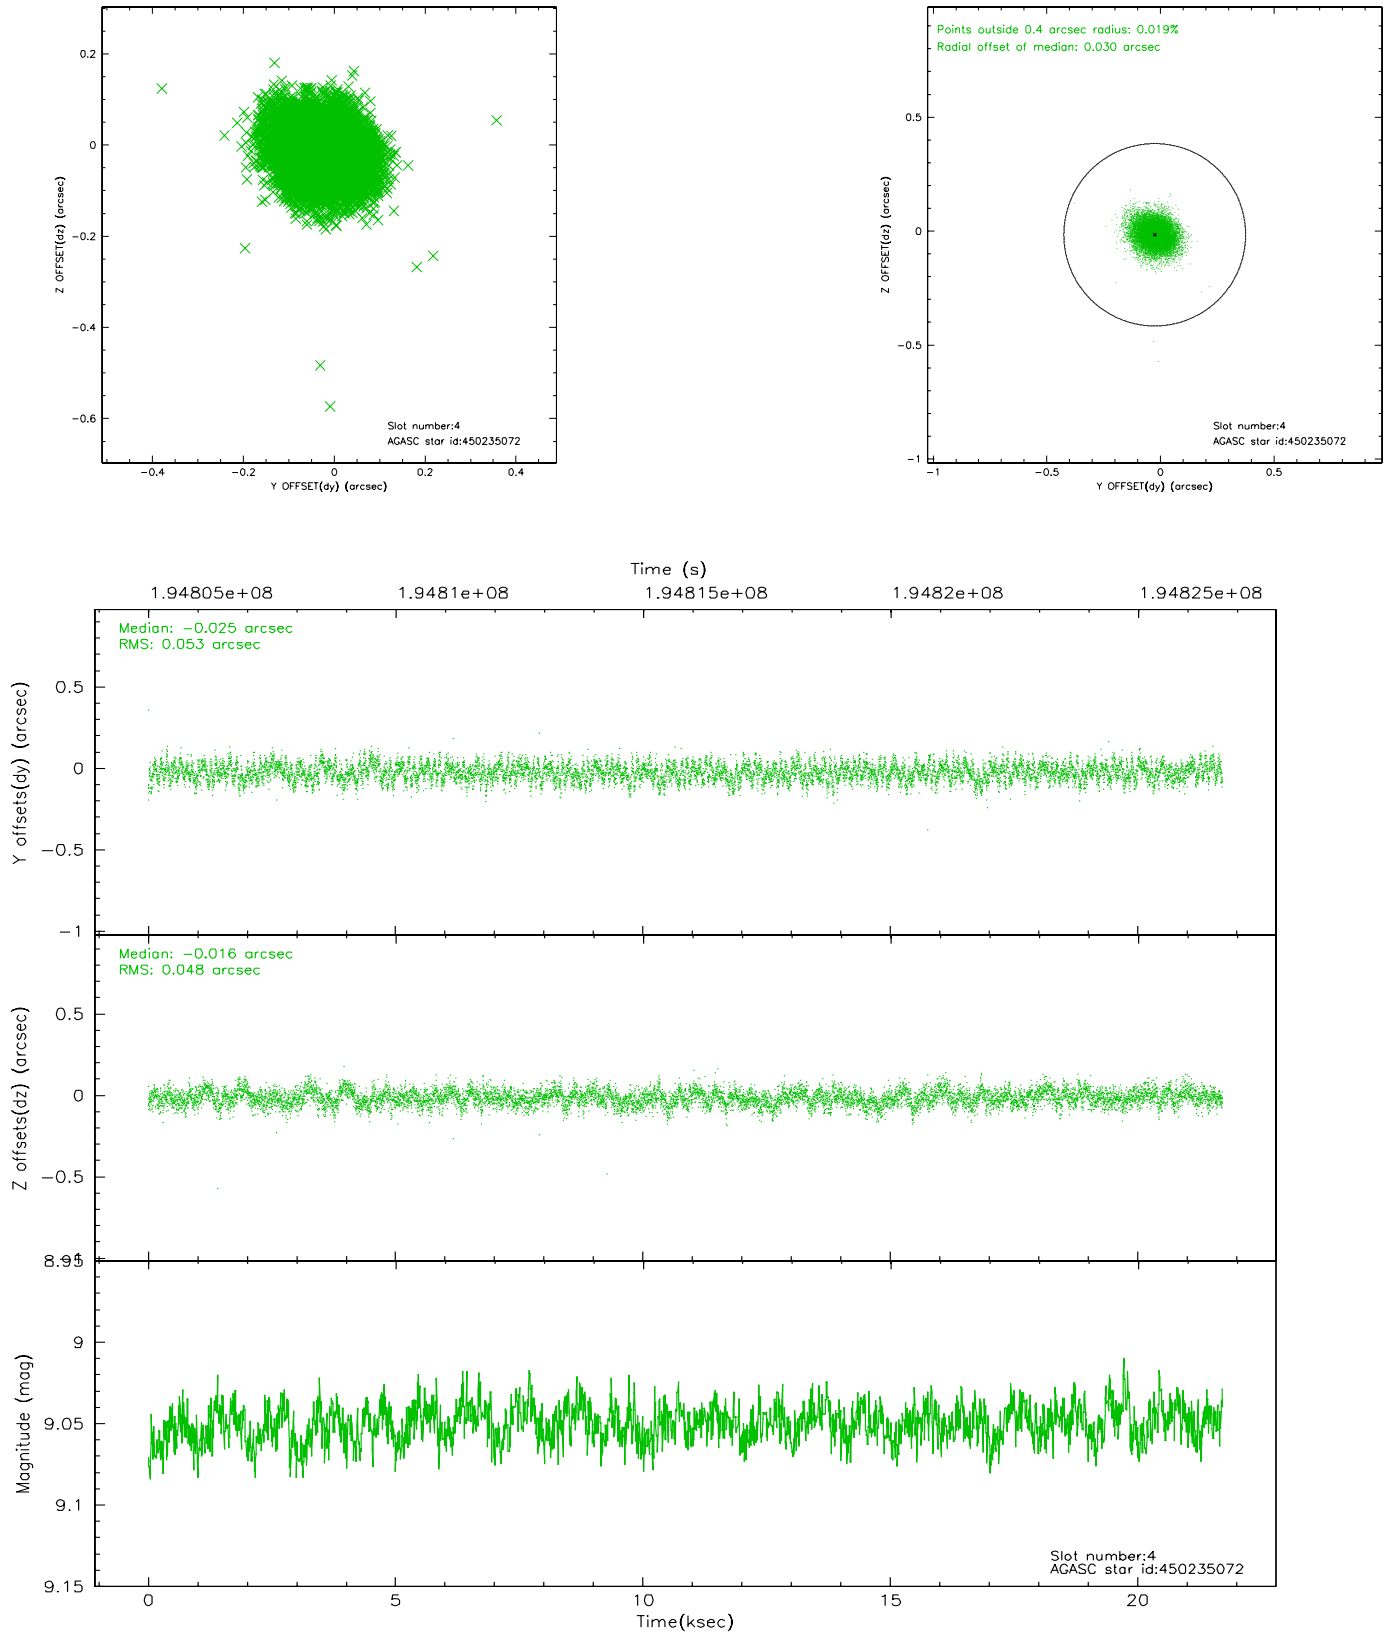 0.2
0
−0.2
−0.4
−0.6
Z OFFSET(dz) (arcsec)
Slot number:4
AGASC star id:450235072
−0.4 −0.2 0 0.2 0.4
Y OFFSET(dy) (arcsec)
Points outside 0.4 arcsec radius: 0.019%
Radial offset of median: 0.030 arcsec
0.5
0
−0.5
−1
Z OFFSET(dz) (arcsec)
Slot number:4
AGASC star id:450235072
−1 −0.5 0 0.5
Y OFFSET(dy) (arcsec)
Time (s)
1.94805e+08 1.9481e+08 1.94815e+08 1.9482e+08 1.94825e+08
Median: −0.025 arcsec
RMS: 0.053 arcsec
0.5
0
−0.5
−1
Y offsets(dy) (arcsec)
Median: −0.016 arcsec
RMS: 0.048 arcsec
0.5
0
−0.5
−1
Z offsets(dz) (arcsec)
8.95
9
9.05
9.1
9.15
Magnitude (mag)
Slot number:4
AGASC star id:450235072
0 5 10 15 20
Time(ksec)